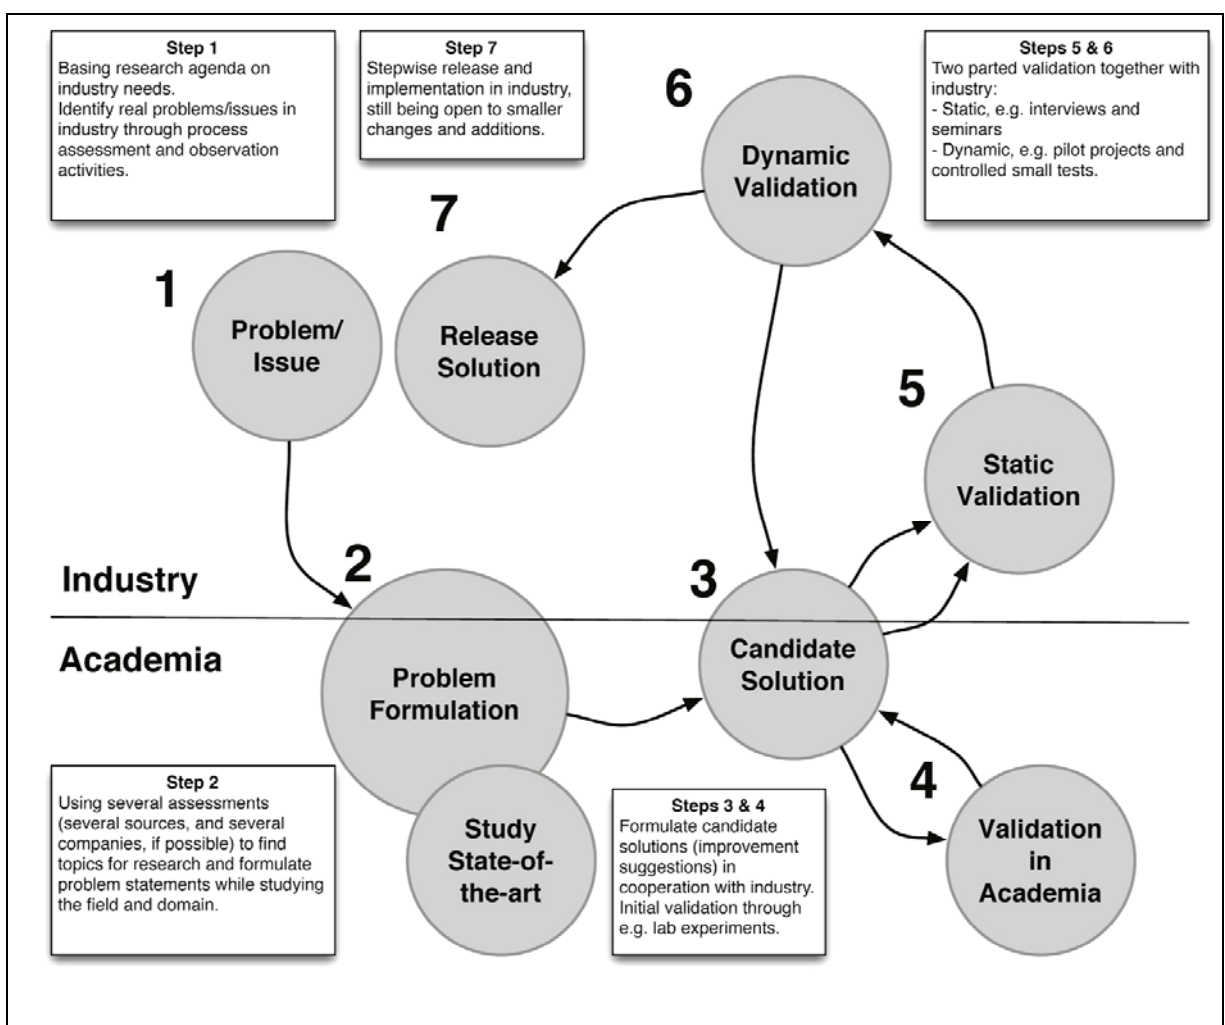 Step 1
Basing research agenda on
industry needs.
Identify real problems/issues in
industry through process
assessment and observation
activities.
Step 7
Stepwise release and
implementation in industry,
still being open to smaller
changes and additions.
Steps 5 & 6
Two parted validation together with
industry:
- Static, e.g. interviews and
seminars
- Dynamic, e.g. pilot projects and
controlled small tests.
6
Dynamic
Validation
7
1
Problem/
Issue
Release
Solution
5
Static
Validation
Industry
2
3
Academia
Problem
Formulation
Candidate
Solution
4
Step 2
Using several assessments
(several sources, and several
companies, if possible) to find
topics for research and formulate
problem statements while studying
the field and domain.
Study
State-of-
the-art
Steps 3 & 4
Formulate candidate
solutions (improvement
suggestions) in
cooperation with industry.
Initial validation through
e.g. lab experiments.
Validation
in
Academia